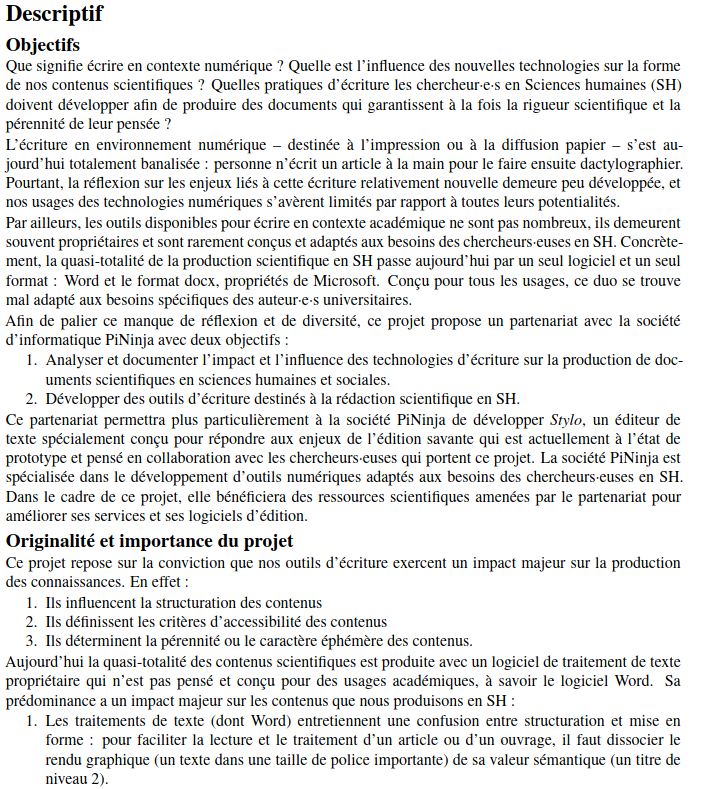 Descriptif
Objectifs
Que signifie écrire en contexte numérique ? Quelle est l'influence des nouvelles technologies sur la forme
de nos contenus scientifiques ? Quelles pratiques d'écriture les chercheur·e·s en Sciences humaines (SH)
doivent développer afin de produire des documents qui garantissent à la fois la rigueur scientifique et la
pérennité de leur pensée ?
L'écriture en environnement numérique – destinée à l'impression ou à la diffusion papier – s'est au-
jourd'hui totalement banalisée : personne n'écrit un article à la main pour le faire ensuite dactylographier.
Pourtant, la réflexion sur les enjeux liés à cette écriture relativement nouvelle demeure peu développée, et
nos usages des technologies numériques s'avèrent limités par rapport à toutes leurs potentialités.
Par ailleurs, les outils disponibles pour écrire en contexte académique ne sont pas nombreux, ils demeurent
souvent propriétaires et sont rarement conçus et adaptés aux besoins des chercheurs·euses en SH. Concrète-
ment, la quasi-totalité de la production scientifique en SH passe aujourd'hui par un seul logiciel et un seul
format : Word et le format docx, propriétés de Microsoft. Conçu pour tous les usages, ce duo se trouve
mal adapté aux besoins spécifiques des auteur·e·s universitaires.
Afin de palier ce manque de réflexion et de diversité, ce projet propose un partenariat avec la société
d'informatique PiNinja avec deux objectifs :
1. Analyser et documenter l'impact et l'influence des technologies d'écriture sur la production de doc-
uments scientifiques en sciences humaines et sociales.
2. Développer des outils d'écriture destinés à la rédaction scientifique en SH.
Ce partenariat permettra plus particulièrement à la société PiNinja de développer Stylo, un éditeur de
texte spécialement conçu pour répondre aux enjeux de l'édition savante qui est actuellement à l'état de
prototype et pensé en collaboration avec les chercheurs·euses qui portent ce projet. La société PiNinja est
spécialisée dans le développement d'outils numériques adaptés aux besoins des chercheurs·euses en SH.
Dans le cadre de ce projet, elle bénéficiera des ressources scientifiques amenées par le partenariat pour
améliorer ses services et ses logiciels d'édition.
Originalité et importance du projet
Ce projet repose sur la conviction que nos outils d'écriture exercent un impact majeur sur la production
des connaissances. En effet :
1. Ils influencent la structuration des contenus
2. Ils définissent les critères d'accessibilité des contenus
3. Ils déterminent la pérennité ou le caractère éphémère des contenus.
Aujourd'hui la quasi-totalité des contenus scientifiques est produite avec un logiciel de traitement de texte
propriétaire qui n'est pas pensé et conçu pour des usages académiques, à savoir le logiciel Word. Sa
prédominance a un impact majeur sur les contenus que nous produisons en SH :
1. Les traitements de texte (dont Word) entretiennent une confusion entre structuration et mise en
forme : pour faciliter la lecture et le traitement d'un article ou d'un ouvrage, il faut dissocier le
rendu graphique (un texte dans une taille de police importante) de sa valeur sémantique (un titre de
niveau 2).